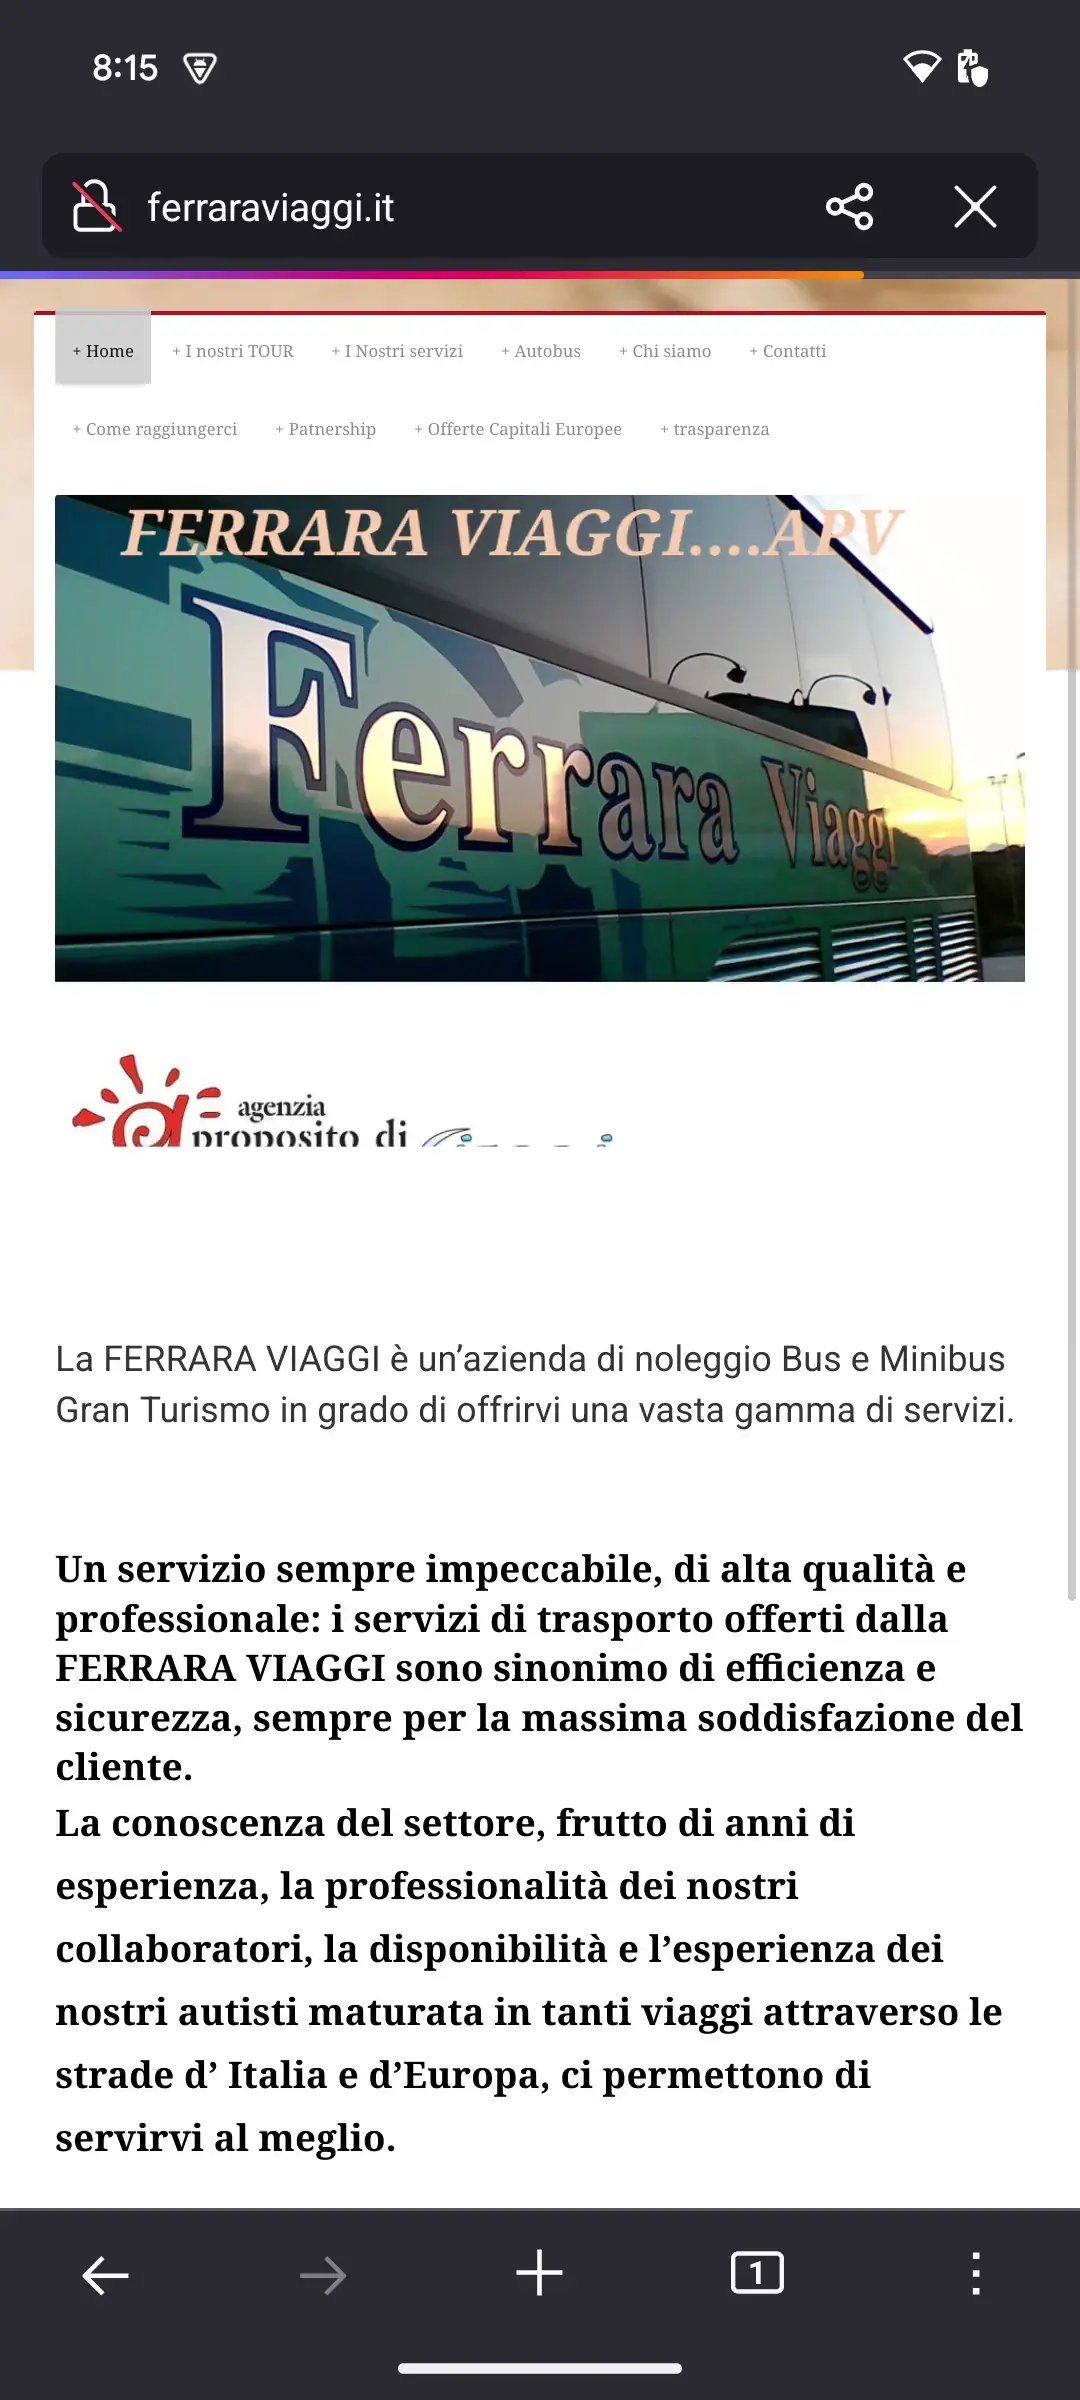 8:15
ferraraviaggi.it
+ Home + I nostri TOUR + I Nostri servizi + Autobus + Chi siamo + Contatti
+ Come raggiungerci + Patnership + Offerte Capitali Europee + trasparenza
FERRARA VIAGGI....APV
Ferrara Viaggi
agenzia
proposito di
La FERRARA VIAGGI è un’azienda di noleggio Bus e Minibus
Gran Turismo in grado di offrirvi una vasta gamma di servizi.
Un servizio sempre impeccabile, di alta qualità e
professionale: i servizi di trasporto offerti dalla
FERRARA VIAGGI sono sinonimo di efficienza e
sicurezza, sempre per la massima soddisfazione del
cliente.
La conoscenza del settore, frutto di anni di
esperienza, la professionalità dei nostri
collaboratori, la disponibilità e l’esperienza dei
nostri autisti maturata in tanti viaggi attraverso le
strade d’ Italia e d’Europa, ci permettono di
servirvi al meglio.
1